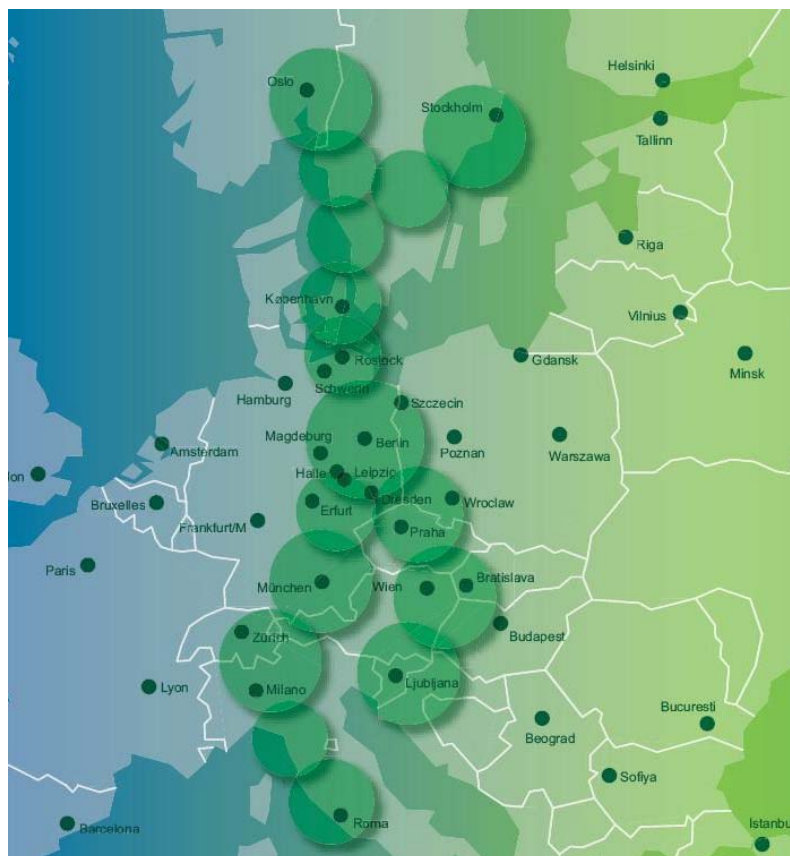 Helsinki
Oslo
Stockholm
Tallinn
Riga
København
Vilnius
Rostock
Gdansk
Minsk
Schwerin
Hamburg
Szczecin
Magdeburg
Berlin
Amsterdam
Poznan
Warszawa
Halle
Leipzig
don
Dresden
Wroclaw
Bruxelles
Erfurt
Frankfurt/M
Praha
Paris
München
Wien
Bratislava
Zürich
Budapest
Ljubljana
Lyon
Milano
Bucuresti
Beograd
Sofiya
Roma
Barcelona
Istanbu